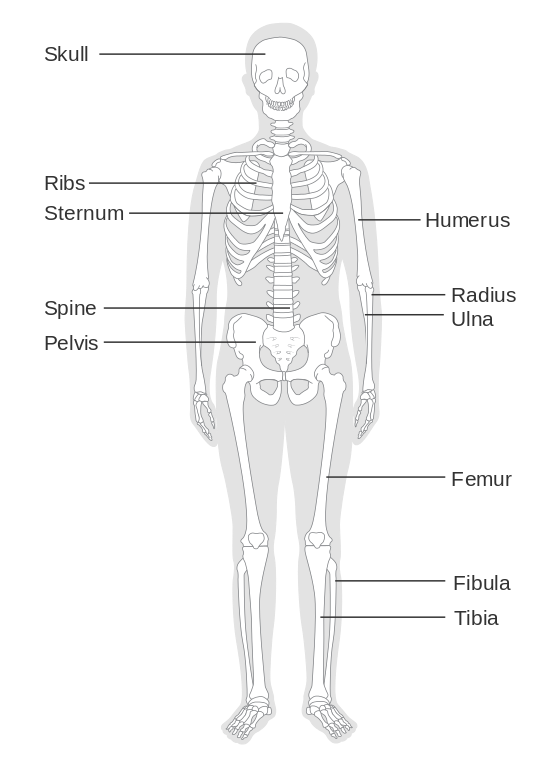 Skull
Ribs
Sternum
Humerus
Radius
Spine
Ulna
Pelvis
Femur
Fibula
Tibia